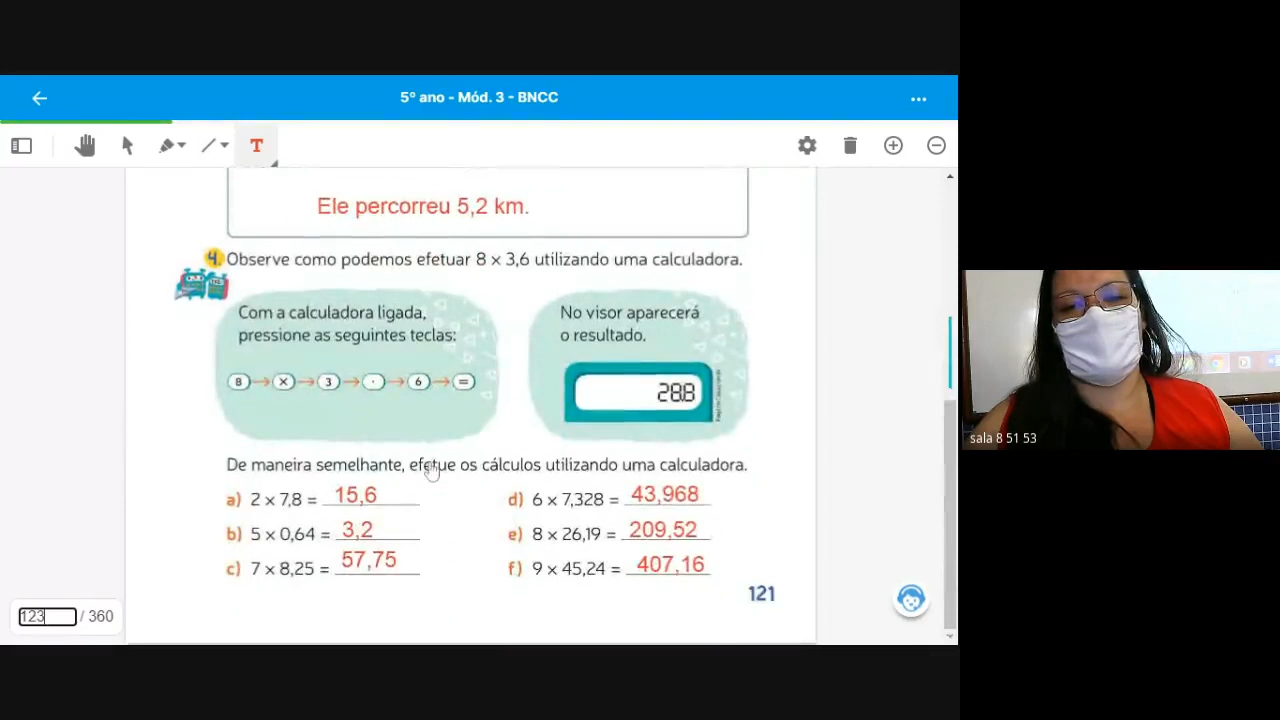 5º ano - Mód. 3 - BNCC
T
Ele percorreu 5,2 km.
4. Observe como podemos efetuar 8 × 3,6 utilizando uma calculadora.
Com a calculadora ligada,
pressione as seguintes teclas:
8 → × → 3 → · → 6 → =
No visor aparecerá
o resultado.
28.8
De maneira semelhante, efetue os cálculos utilizando uma calculadora.
a) 2 × 7,8 = 15,6
b) 5 × 0,64 = 3,2
c) 7 × 8,25 = 57,75
d) 6 × 7,328 = 43,968
e) 8 × 26,19 = 209,52
f) 9 × 45,24 = 407,16
121
123 / 360
sala 8 51 53